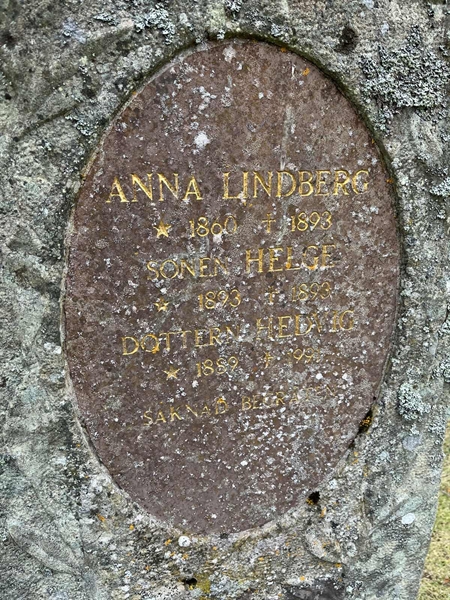 ANNA LINDBERG
★ 1860 † 1893
SONEN HELGE
★ 1893 † 1893
DOTTERN HEDVIG
★ 1889 †
SAKNAD